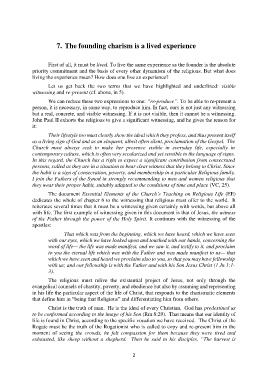 7. The founding charism is a lived experience
First of all, it must be lived. To live the same experience as the founder is the absolute
priority commitment and the basis of every other dynamism of the religious. But what does
living the experience mean? How does one live an experience?
Let us get back the two terms that we have highlighted and underlined: visible
witnessing and re-present (cf. above, in 5).
We can reduce these two expressions to one: "re-produce". To be able to re-present a
person, it is necessary, in some way, to reproduce him. In fact, ours is not just any witnessing
but a real, concrete, and visible witnessing. If it is not visible, then it cannot be a witnessing.
John Paul II exhorts the religious to give a significant witnessing, and he gives the reason for
it:
Their lifestyle too must clearly show the ideal which they profess, and thus present itself
as a living sign of God and as an eloquent, albeit often silent, proclamation of the Gospel. The
Church must always seek to make her presence visible in everyday life, especially in
contemporary culture, which is often very secularized and yet sensitive to the language of signs.
In this regard, the Church has a right to expect a significant contribution from consecrated
persons, called as they are in a situation to bear clear witness that they belong to Christ. Since
the habit is a sign of consecration, poverty, and membership in a particular Religious family,
I join the Fathers of the Synod in strongly recommending to men and women religious that
they wear their proper habit, suitably adapted to the conditions of time and place (VC, 25).
The document Essential Elements of the Church's Teaching on Religious Life (EE)
dedicates the whole of chapter 6 to the witnessing that religious must offer to the world. It
reiterates several times that it must be a witnessing given certainly with words, but above all
with life. The first example of witnessing given in this document is that of Jesus, the witness
of the Father through the power of the Holy Spirit. It continues with the witnessing of the
apostles:
That which was from the beginning, which we have heard, which we have seen
with our eyes, which we have looked upon and touched with our hands, concerning the
word of life— the life was made manifest, and we saw it, and testify to it, and proclaim
to you the eternal life which was with the Father and was made manifest to us— that
which we have seen and heard we proclaim also to you, so that you may have fellowship
with us; and our fellowship is with the Father and with his Son Jesus Christ (1 Jn 1:1-
3).
The religious must relive the existential project of Jesus, not only through the
evangelical counsels of chastity, poverty, and obedience but also by assuming and representing
in his life the particular aspect of the life of Christ, that responds to the charismatic elements
that define him as "being that Religious" and differentiating him from others.
Christ is the utmost of man. He is the ideal of every Christian. God has predestined us
to be conformed according to the image of his Son (Rm 8:29). That means that our identity of
life is found in Christ, according to the specific vocation we have received. The Christ of the
Rogate must be the truth of the Rogationist who is called to copy and re-present him in the
moment of seeing the crowds; he felt compassion for them because they were tired and
exhausted, like sheep without a shepherd. Then he said to his disciples, "The harvest is
2